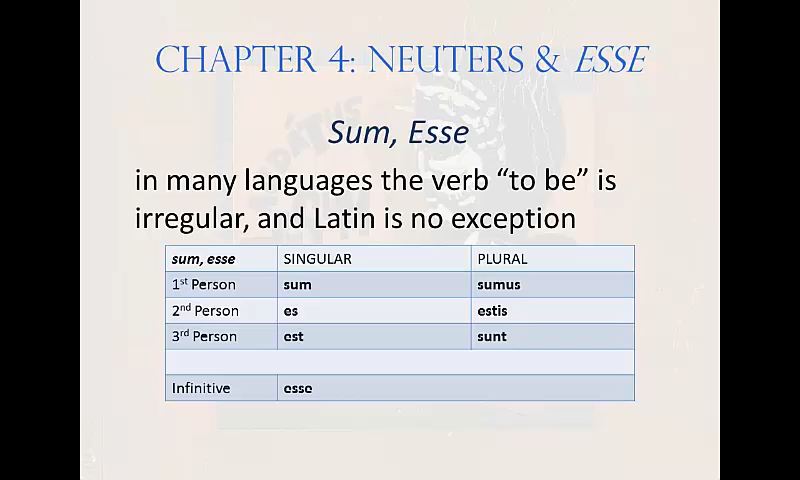 CHAPTER 4: NEUTERS & ESSE
Sum, Esse
in many languages the verb “to be” is
irregular, and Latin is no exception
sum, esse SINGULAR PLURAL
1st Person sum sumus
2nd Person es estis
3rd Person est sunt
Infinitive esse